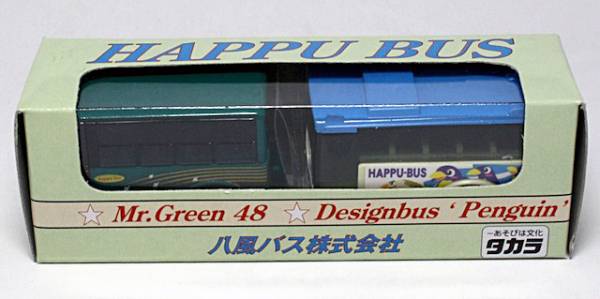 HAPPU BUS
HAPPU-BUS
☆ Mr.Green 48 ☆ Designbus ‘Penguin’
八風バス株式会社
−あそびは文化
タカラ